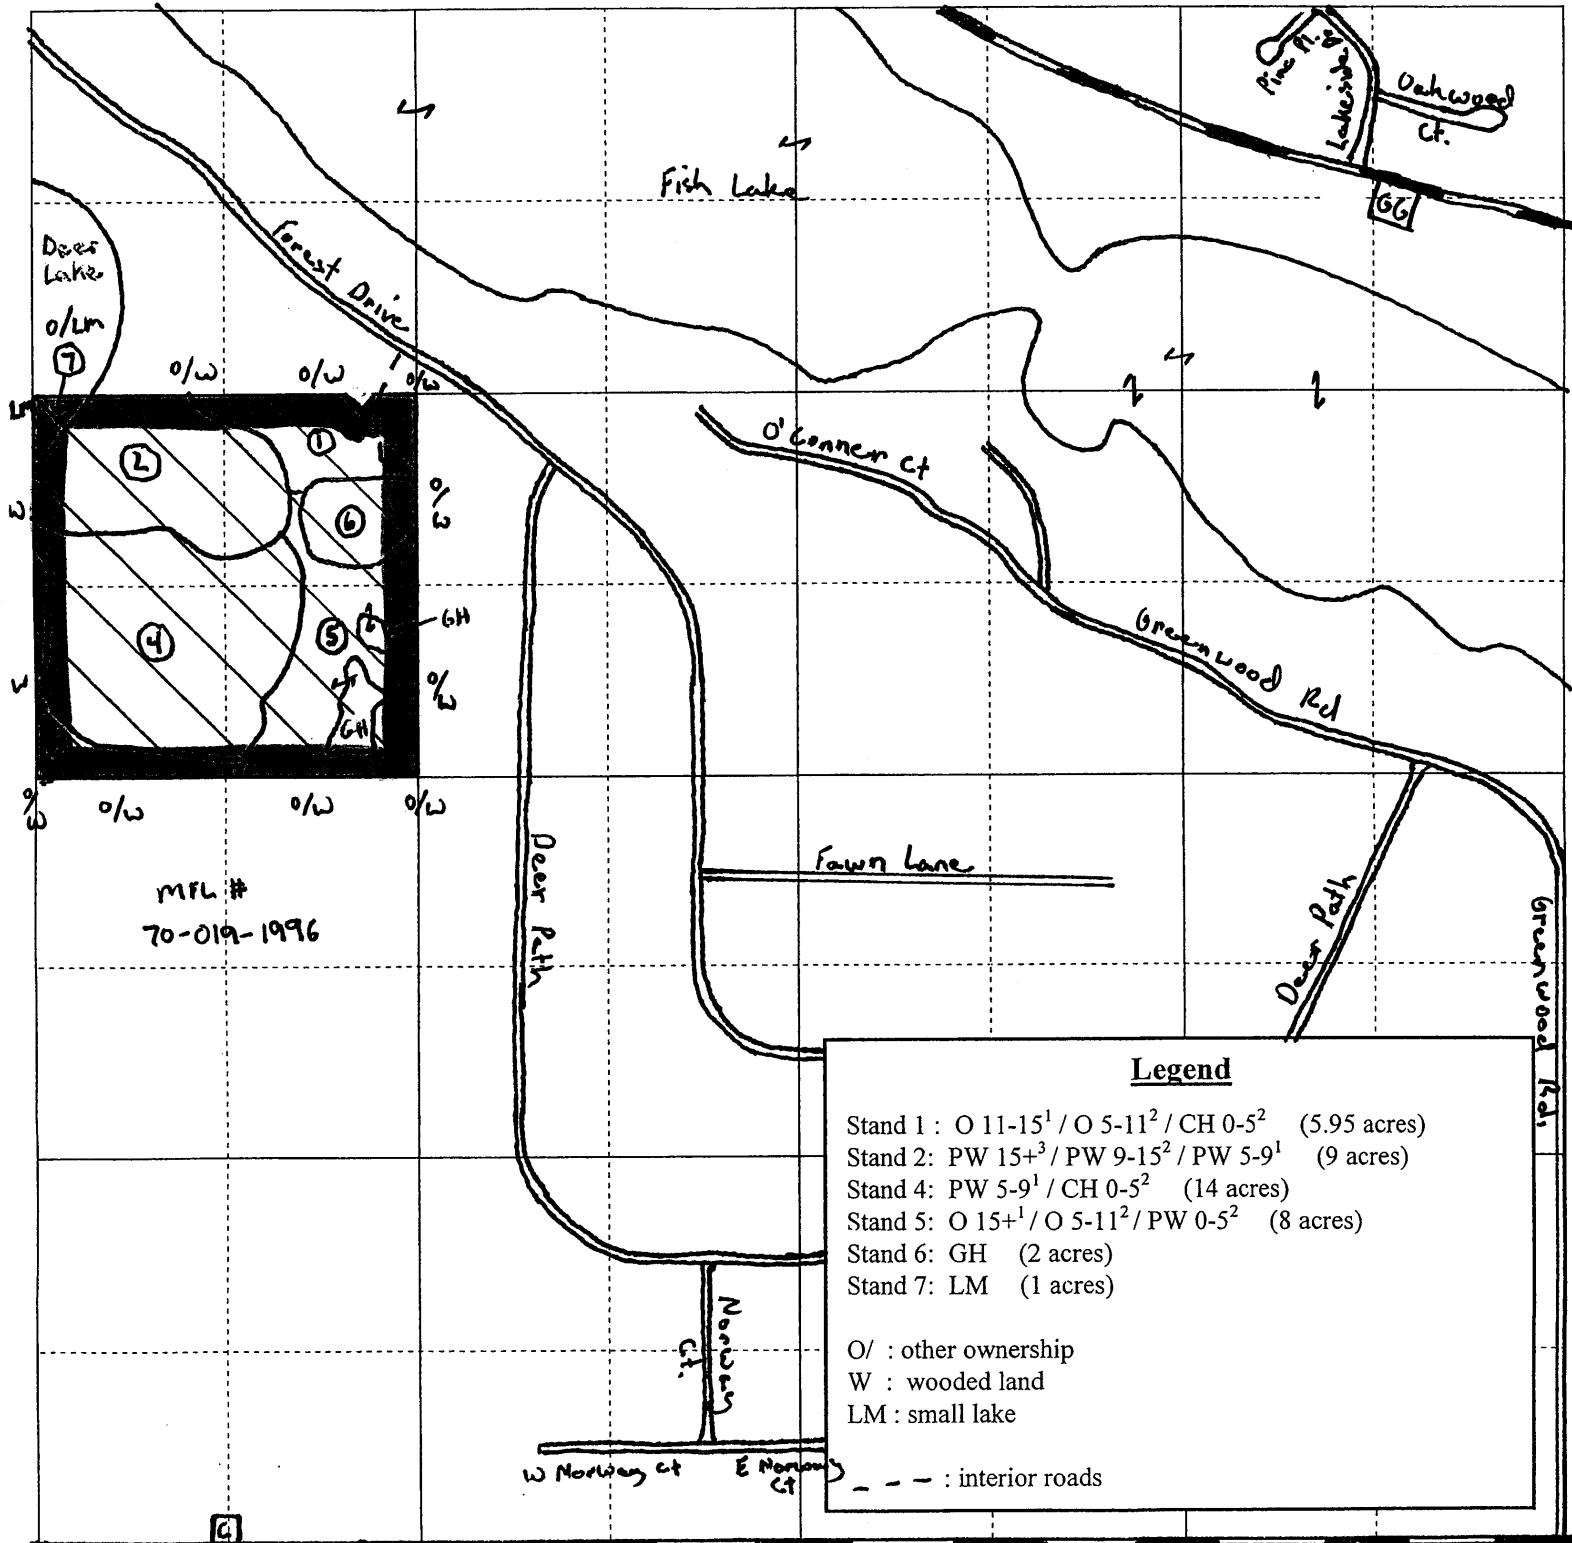 Pine Pl.
Lakeside
Oakwood
Ct.
GG
Fish Lake
Deer
Lake
O/LM
7
Forest Drive
O/W
O/W
O/W
LM
1
2
O' Conner Ct
W
6
O/
W
Greenwood Rd
4
5
GH
W
O/
W
GH
O/
W
O/W
O/W
O/W
MFL #
70-019-1996
Deer Path
Fawn Lane
Deer Path
Greenwood Rd.
Legend
Stand 1 : O 11-15¹ / O 5-11² / CH 0-5² (5.95 acres)
Stand 2: PW 15+³ / PW 9-15² / PW 5-9¹ (9 acres)
Stand 4: PW 5-9¹ / CH 0-5² (14 acres)
Stand 5: O 15+¹ / O 5-11² / PW 0-5² (8 acres)
Stand 6: GH (2 acres)
Stand 7: LM (1 acres)
O/ : other ownership
W : wooded land
LM : small lake
_ _ _ : interior roads
Norway
Ct.
W Norway ct
E Norway
Ct